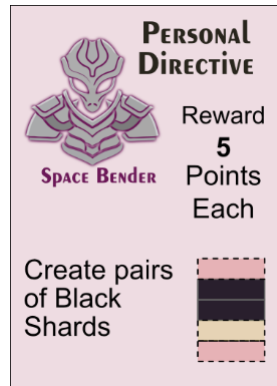 Personal
Directive
Reward
5
Points
Each
Space Bender
Create pairs
of Black
Shards